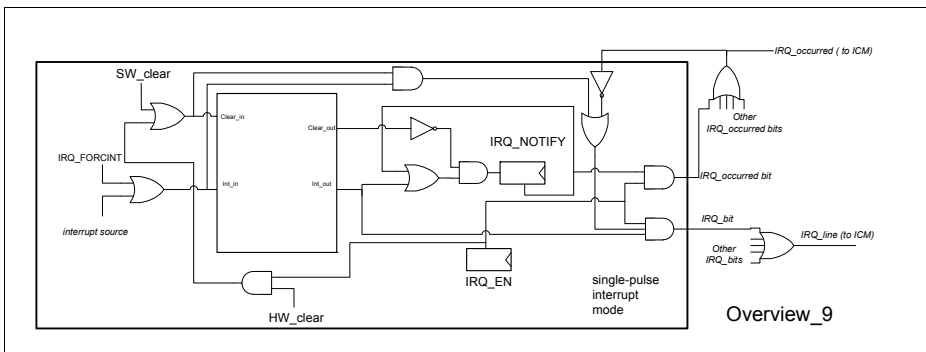 IRQ_occurred ( to ICM)
SW_clear
Clear_in
Clear_out
Other
IRQ_occurred bits
IRQ_NOTIFY
IRQ_FORCINT
IRQ_occurred bit
Int_in
Int_out
IRQ_bit
interrupt source
IRQ_line (to ICM)
Other
IRQ_bits
IRQ_EN
single-pulse
interrupt
mode
HW_clear
Overview_9